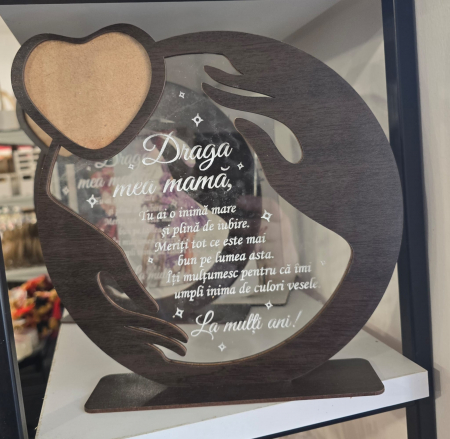 Draga
mea mamă,
Tu ai o inimă mare
și plină de iubire.
Meriți tot ce este mai
bun pe lumea asta.
Îți mulțumesc pentru că îmi
umpli inima de culori vesele
La mulți ani!